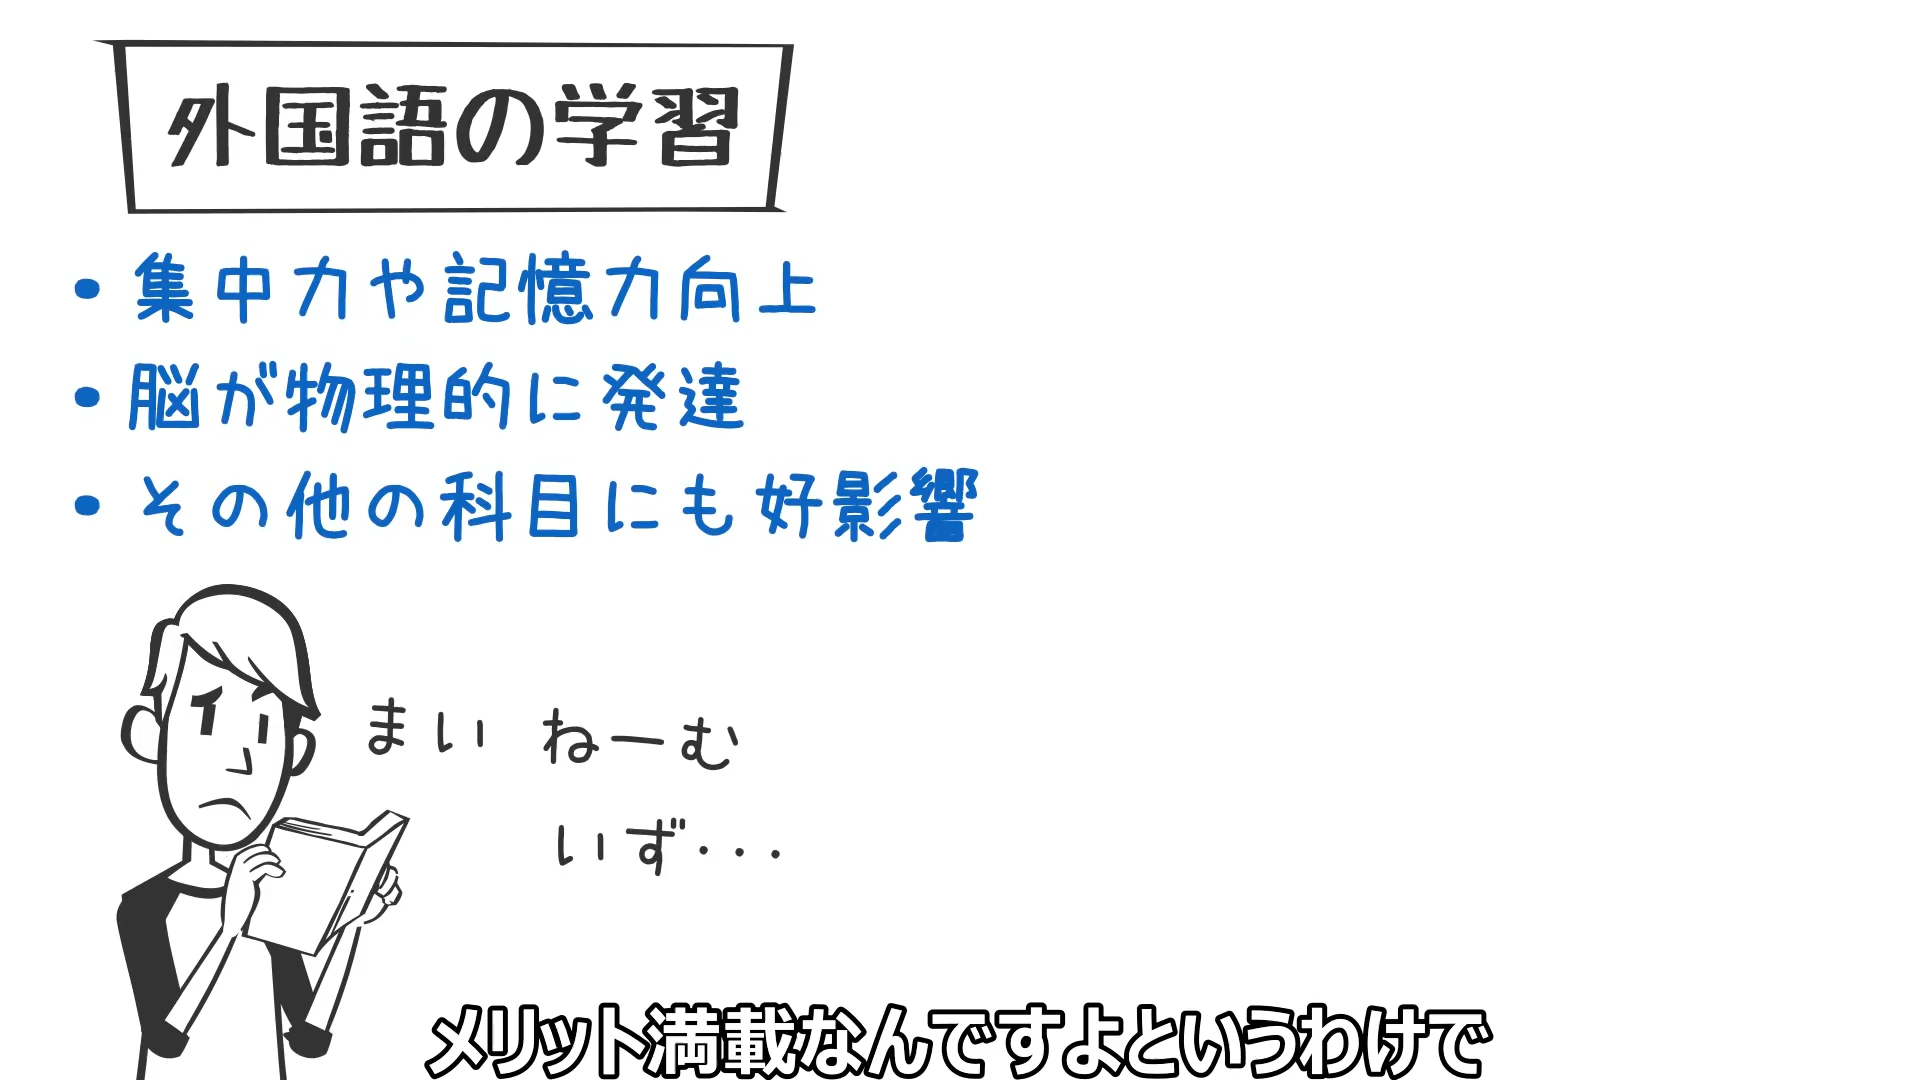 外国語の学習
• 集中力や記憶力向上
• 脳が物理的に発達
• その他の科目にも好影響
まい ねーむ
いず・・・
メリット満載なんですよというわけで